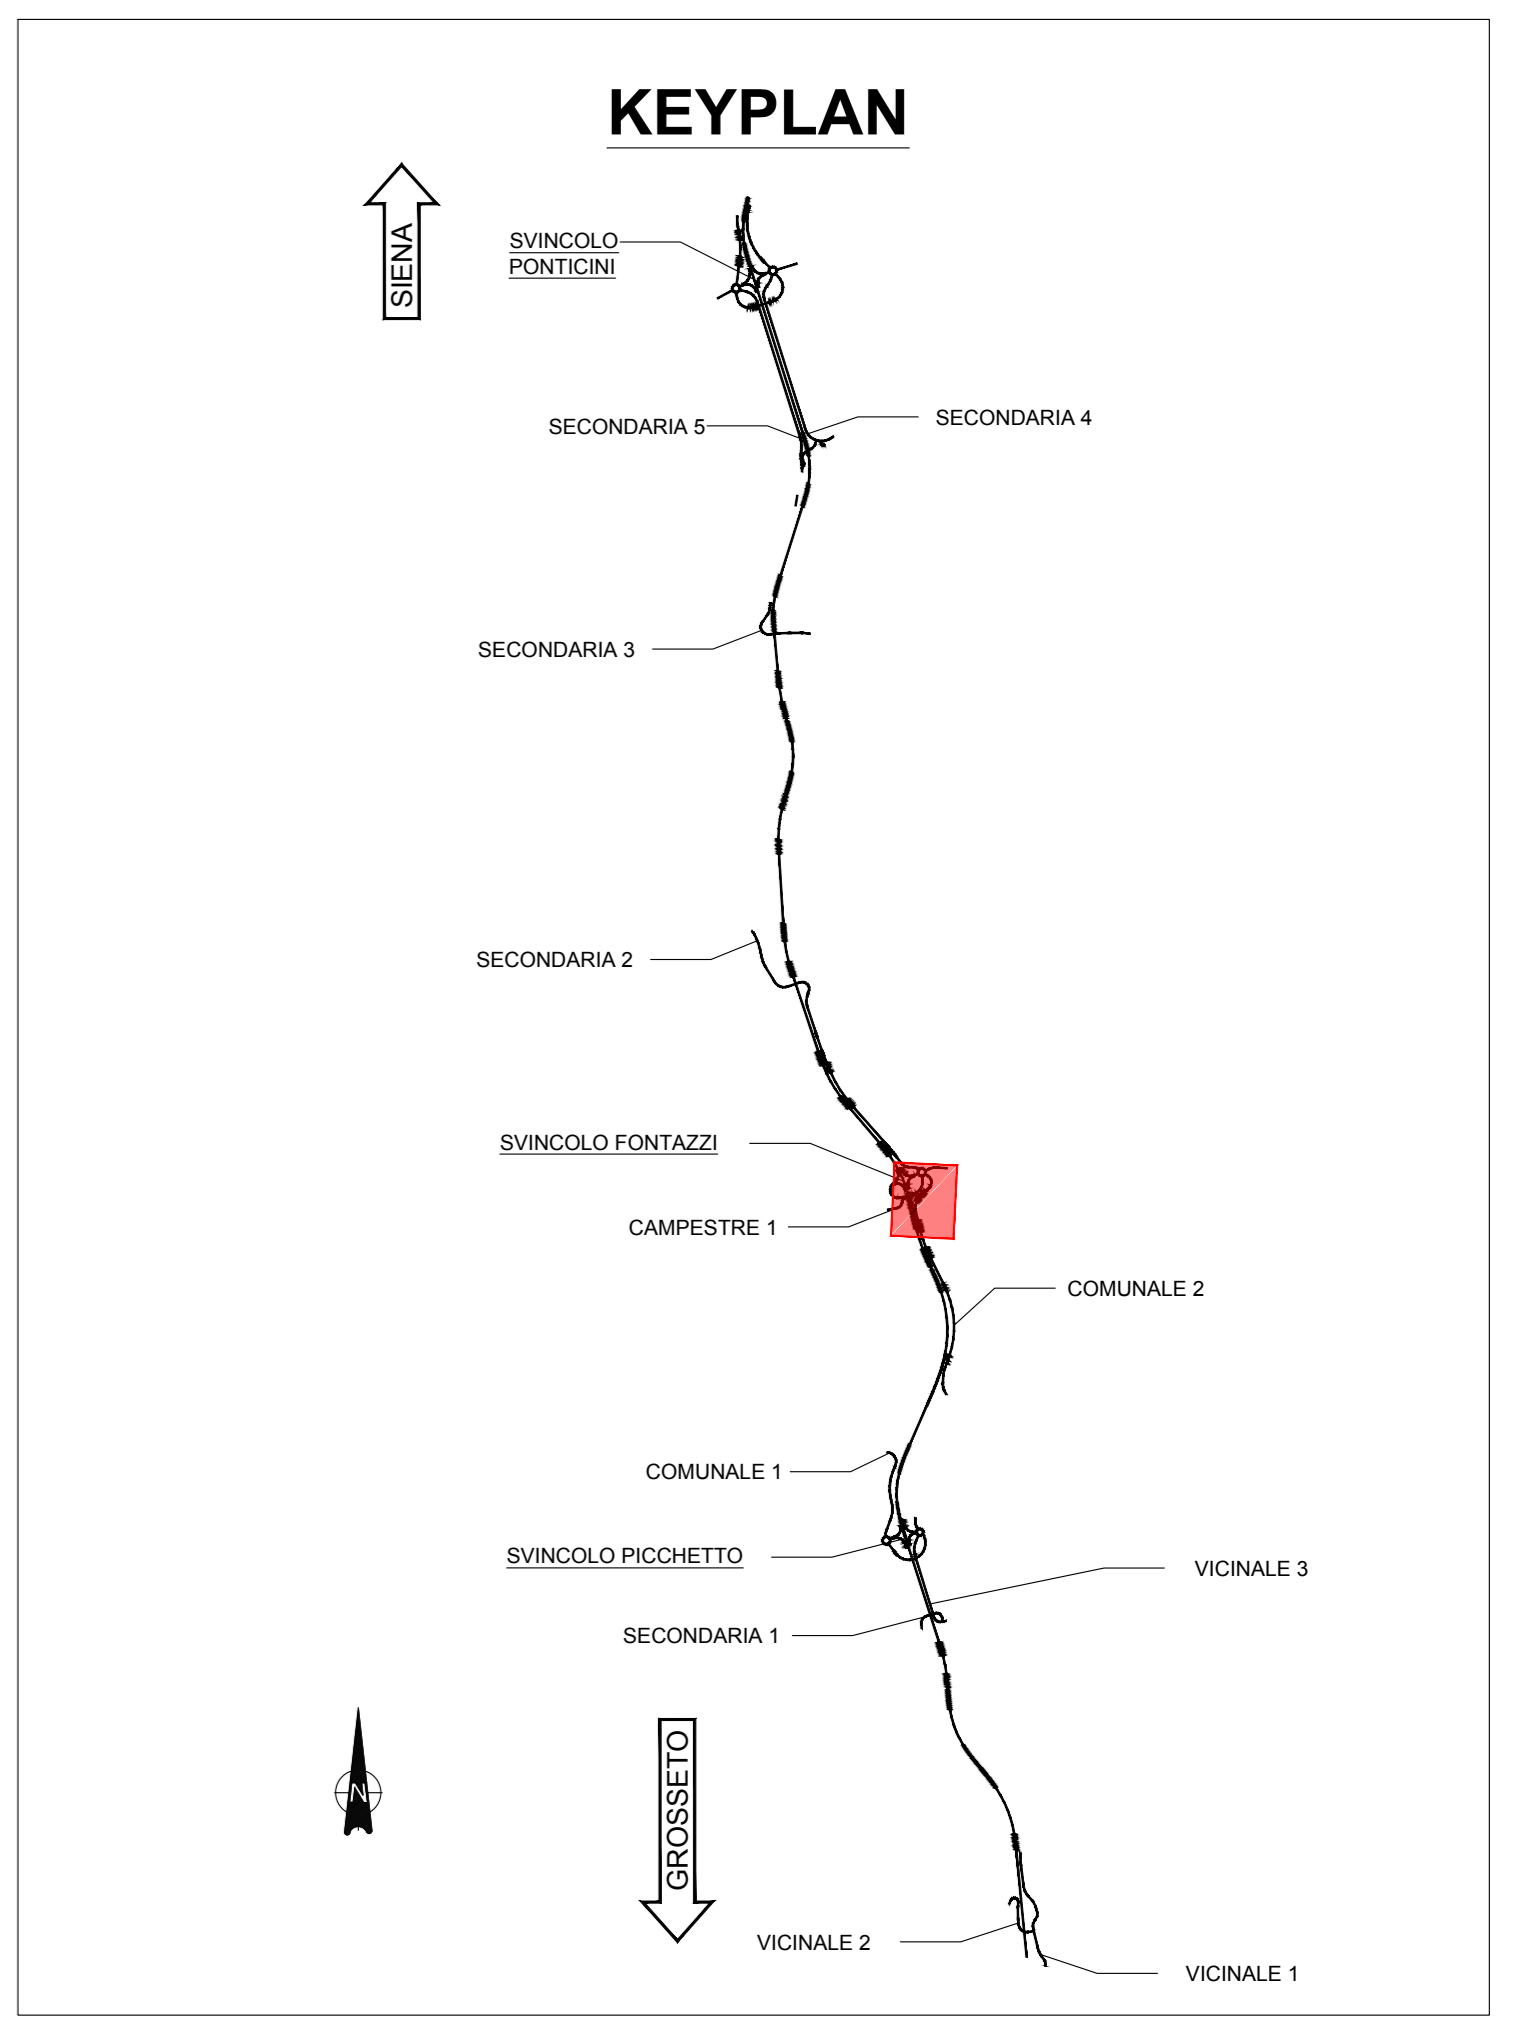 KEYPLAN
SIENA
SVINCOLO
PONTICINI
SECONDARIA 4
SECONDARIA 5
SECONDARIA 3
SECONDARIA 2
SVINCOLO FONTAZZI
CAMPESTRE 1
COMUNALE 2
COMUNALE 1
SVINCOLO PICCHETTO
VICINALE 3
SECONDARIA 1
GROSSETO
N
VICINALE 2
VICINALE 1